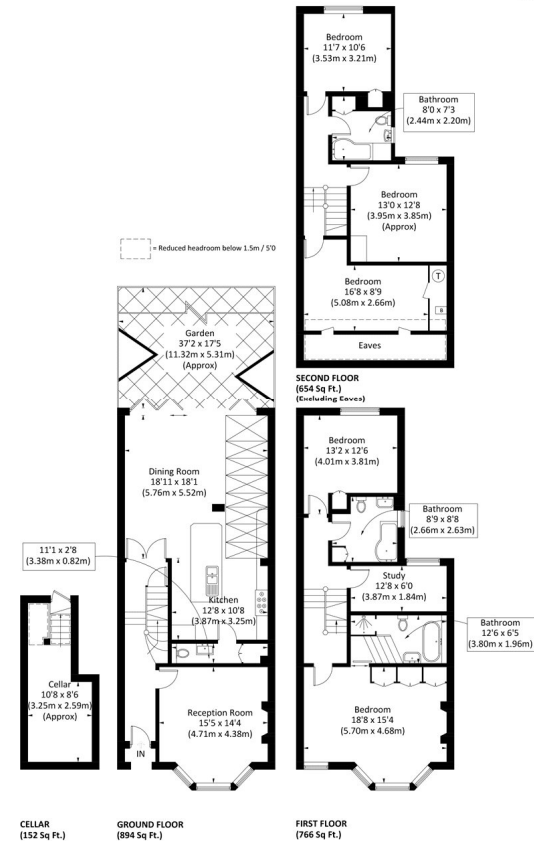 Bedroom
11'7 x 10'6
(3.53m x 3.21m)
Bathroom
8'0 x 7'3
(2.44m x 2.20m)
Bedroom
13'0 x 12'8
(3.95m x 3.85m)
(Approx)
= Reduced headroom below 1.5m / 5'0
Bedroom
16'8 x 8'9
(5.08m x 2.66m)
T
B
Eaves
SECOND FLOOR
(654 Sq Ft.)
(Excluding Eaves)
Garden
37'2 x 17'5
(11.32m x 5.31m)
(Approx)
Dining Room
18'11 x 18'1
(5.76m x 5.52m)
11'1 x 2'8
(3.38m x 0.82m)
Kitchen
12'8 x 10'8
(3.87m x 3.25m)
Reception Room
15'5 x 14'4
(4.71m x 4.38m)
IN
Cellar
10'8 x 8'6
(3.25m x 2.59m)
(Approx)
Bedroom
13'2 x 12'6
(4.01m x 3.81m)
Bathroom
8'9 x 8'8
(2.66m x 2.63m)
Study
12'8 x 6'0
(3.87m x 1.84m)
Bathroom
12'6 x 6'5
(3.80m x 1.96m)
Bedroom
18'8 x 15'4
(5.70m x 4.68m)
CELLAR
(152 Sq Ft.)
GROUND FLOOR
(894 Sq Ft.)
FIRST FLOOR
(766 Sq Ft.)